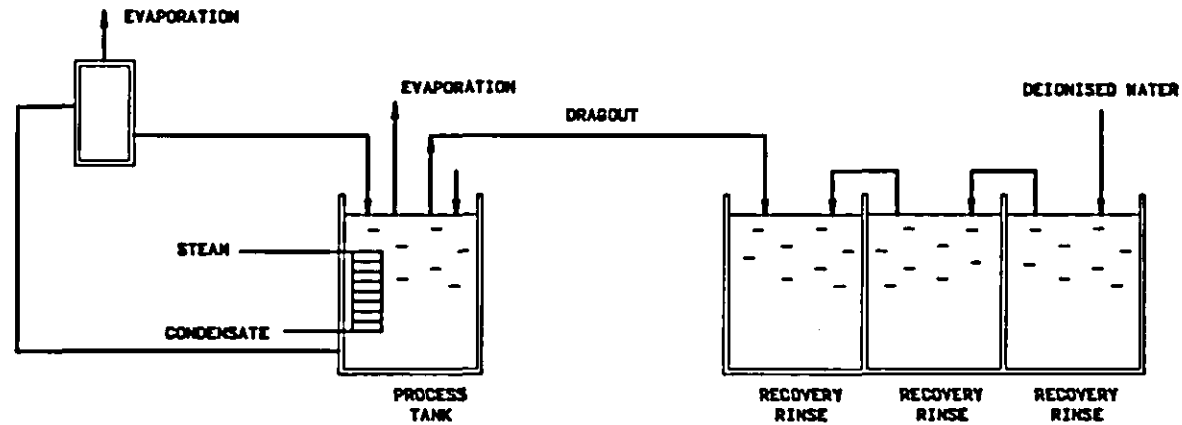 EVAPORATION
EVAPORATION
DEIONISED WATER
DRAGOUT
STEAM
CONDENSATE
PROCESS
TANK
RECOVERY
RINSE
RECOVERY
RINSE
RECOVERY
RINSE